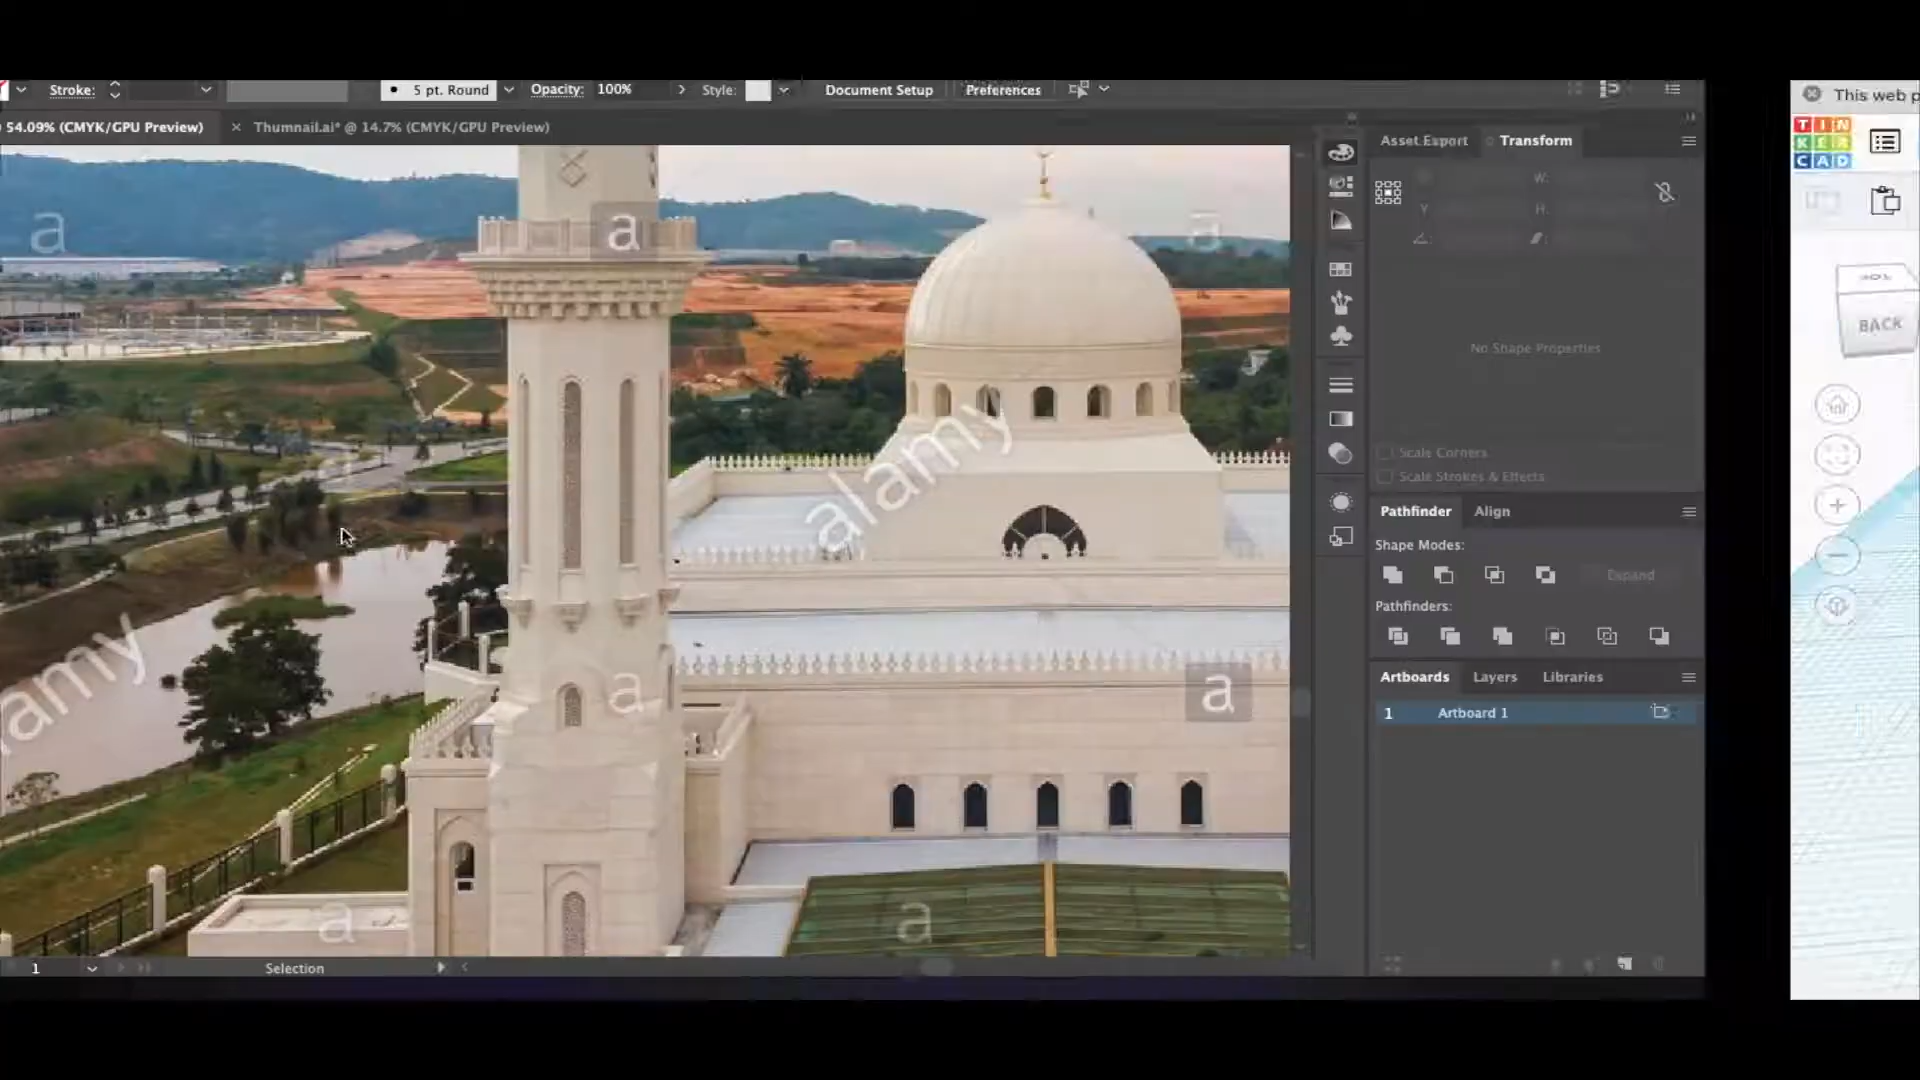 Stroke: 5 pt. Round Opacity: 100% Style: Document Setup Preferences
54.09% (CMYK/GPU Preview) Thumnail.ai* @ 14.7% (CMYK/GPU Preview)
Asset Export Transform
W:
Y H:
No Shape Properties
Scale Corners
Scale Strokes & Effects
Pathfinder Align
Shape Modes:
Expand
Pathfinders:
Artboards Layers Libraries
1 Artboard 1
1 Selection
a
a
a
alamy
alamy
a
a
a
a
This web p
TIN
KER
CAD
TOP
BACK